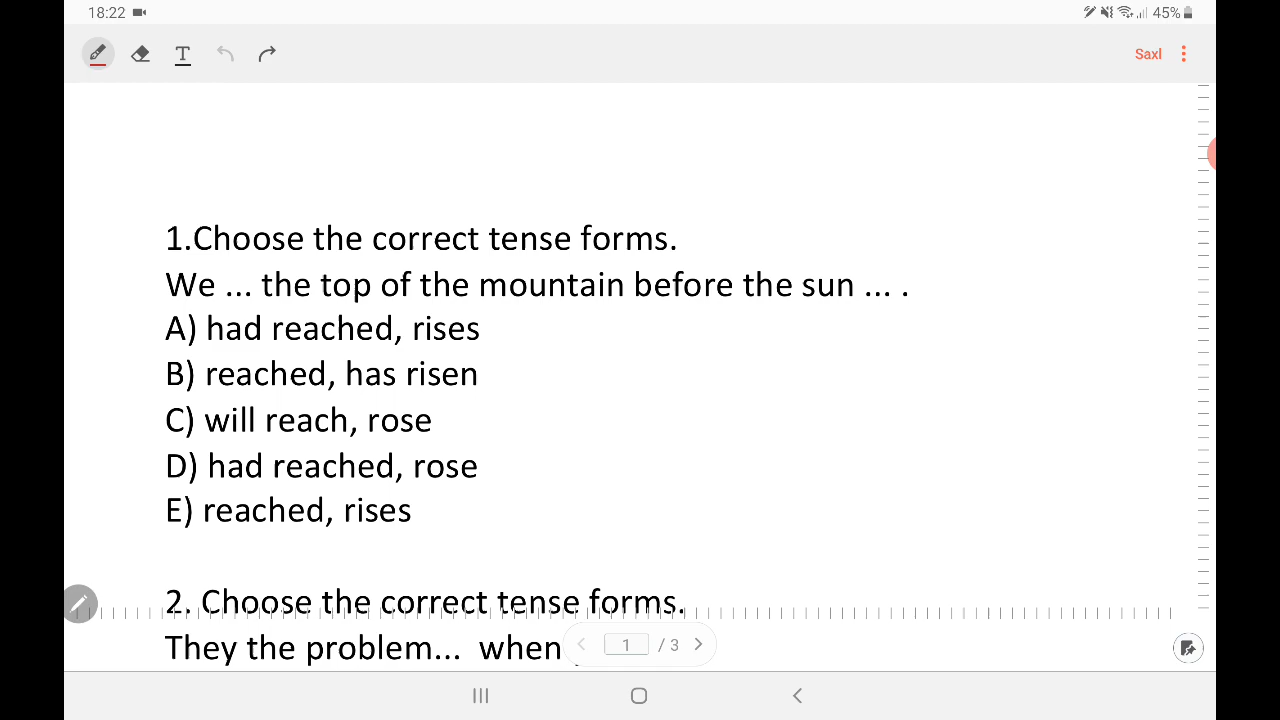 18:22
45%
T
Saxl
1.Choose the correct tense forms.
We ... the top of the mountain before the sun ... .
A) had reached, rises
B) reached, has risen
C) will reach, rose
D) had reached, rose
E) reached, rises
2. Choose the correct tense forms.
They the problem... when
1 / 3